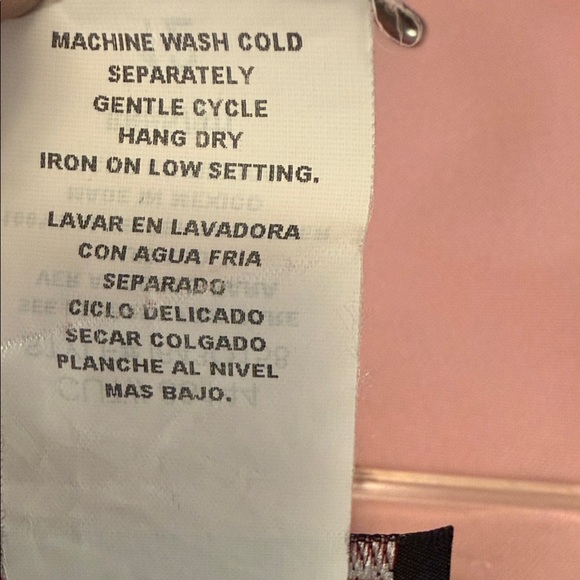 MACHINE WASH COLD
SEPARATELY
GENTLE CYCLE
HANG DRY
IRON ON LOW SETTING.
LAVAR EN LAVADORA
CON AGUA FRIA
SEPARADO
CICLO DELICADO
SECAR COLGADO
PLANCHE AL NIVEL
MAS BAJO.